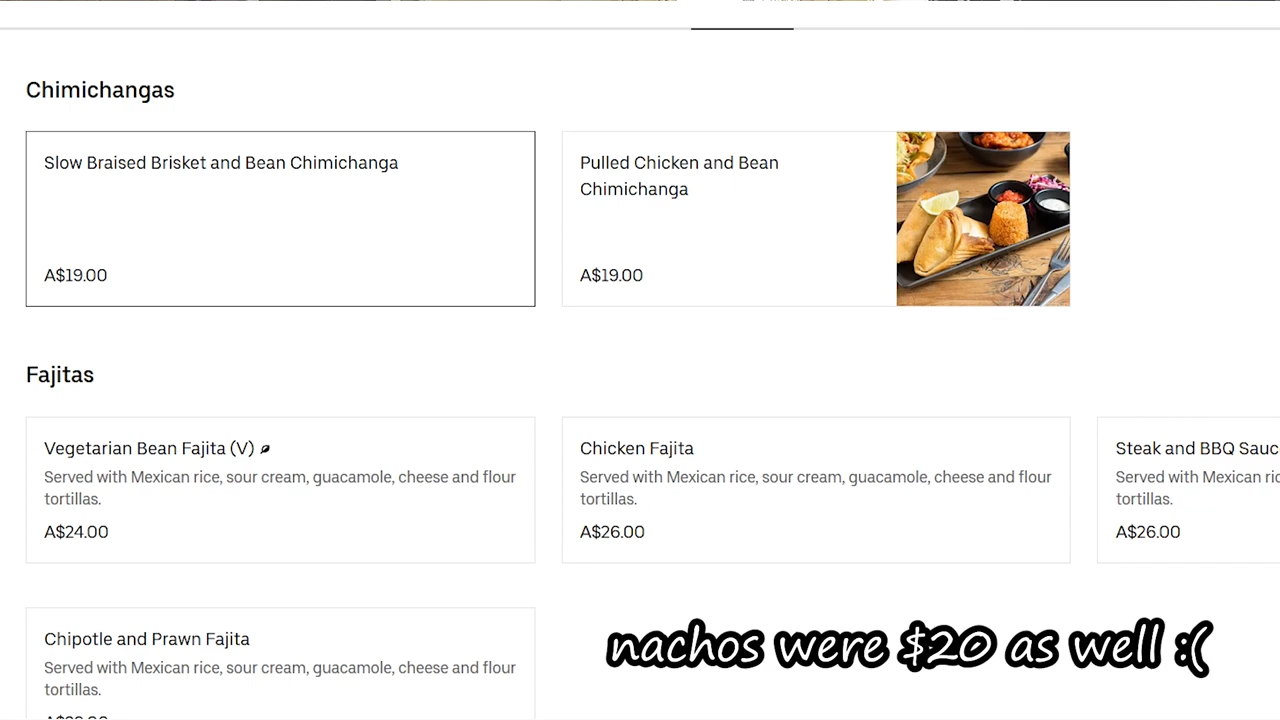 Chimichangas
Slow Braised Brisket and Bean Chimichanga
A$19.00
Pulled Chicken and Bean
Chimichanga
A$19.00
Fajitas
Vegetarian Bean Fajita (V)
Served with Mexican rice, sour cream, guacamole, cheese and flour
tortillas.
A$24.00
Chicken Fajita
Served with Mexican rice, sour cream, guacamole, cheese and flour
tortillas.
A$26.00
Steak and BBQ
Served with Mexican
tortillas.
A$26.00
Chipotle and Prawn Fajita
Served with Mexican rice, sour cream, guacamole, cheese and flour
tortillas.
nachos were $20 as well :(